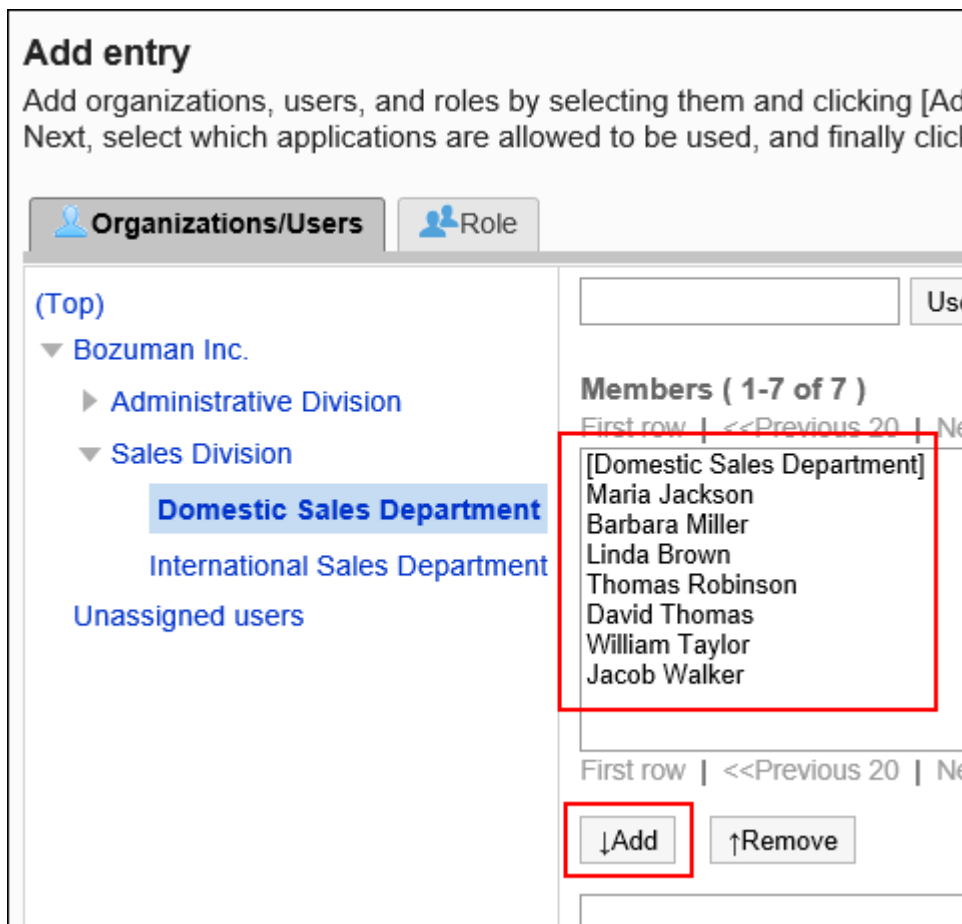 Add entry
Add organizations, users, and roles by selecting them and clicking [Ad
Next, select which applications are allowed to be used, and finally clic
Organizations/Users
Role
(Top)
Bozuman Inc.
Administrative Division
Sales Division
Domestic Sales Department
International Sales Department
Unassigned users
Use
Members ( 1-7 of 7 )
First row | <<Previous 20 | Ne
[Domestic Sales Department]
Maria Jackson
Barbara Miller
Linda Brown
Thomas Robinson
David Thomas
William Taylor
Jacob Walker
First row | <<Previous 20 | Ne
↓Add
↑Remove